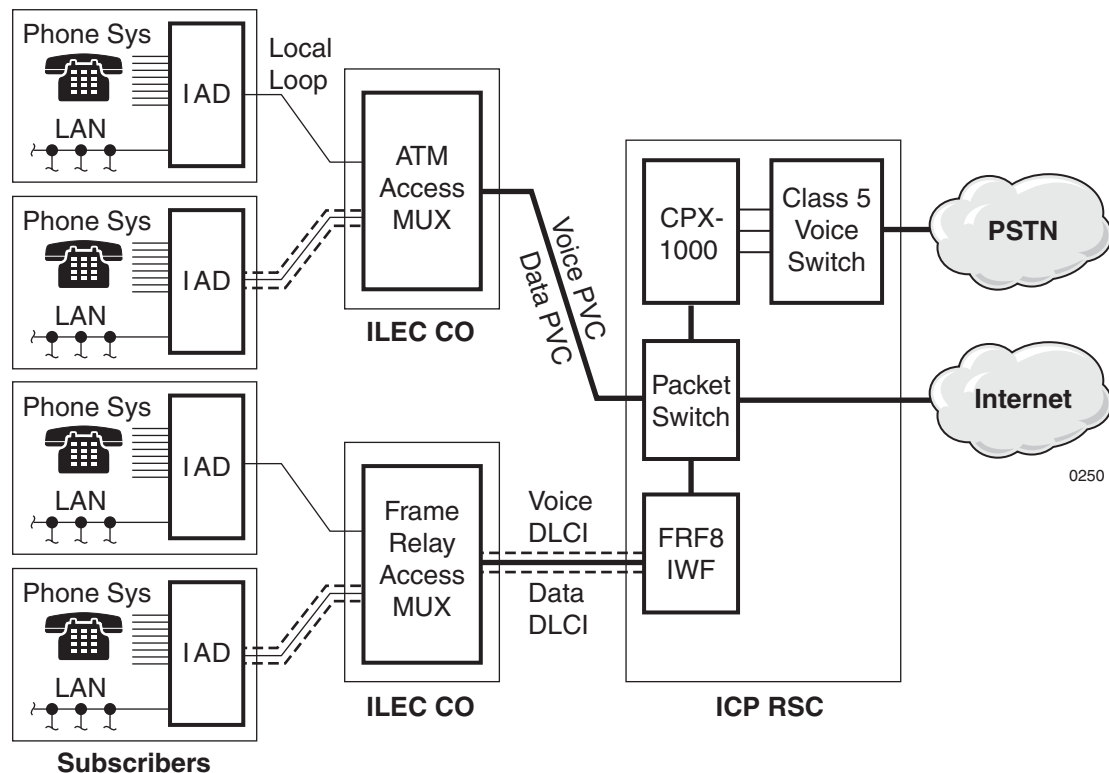 Phone Sys
IAD
LAN
Local
Loop
Phone Sys
IAD
LAN
Phone Sys
IAD
LAN
Phone Sys
IAD
LAN
Subscribers
ATM
Access
MUX
ILEC CO
Frame
Relay
Access
MUX
ILEC CO
Voice PVC
Data PVC
Voice
DLCI
Data
DLCI
CPX-
1000
Class 5
Voice
Switch
Packet
Switch
FRF8
IWF
ICP RSC
PSTN
Internet
0250